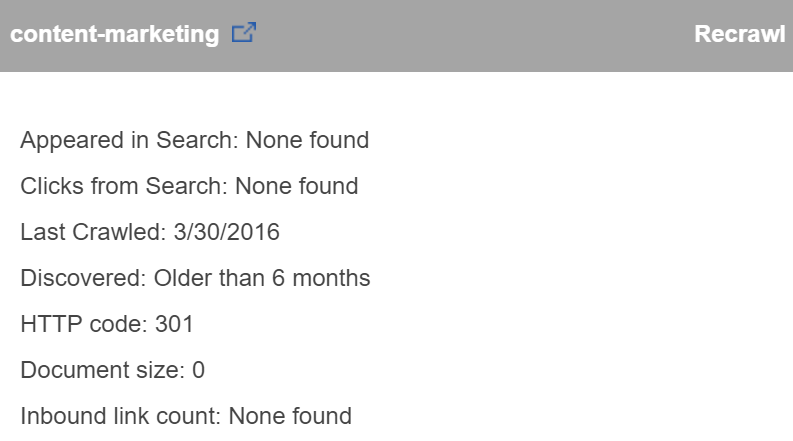 content-marketing Recrawl
Appeared in Search: None found
Clicks from Search: None found
Last Crawled: 3/30/2016
Discovered: Older than 6 months
HTTP code: 301
Document size: 0
Inbound link count: None found